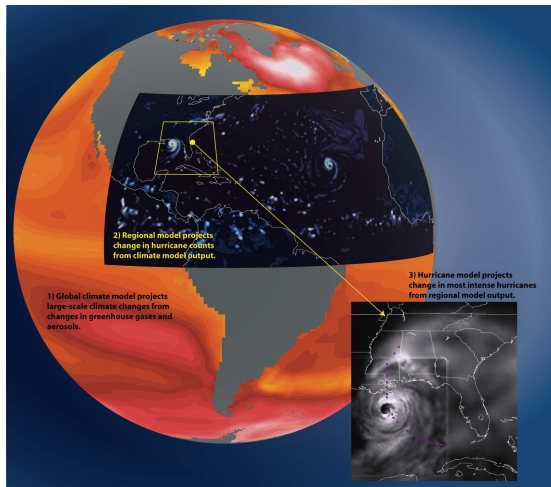 2) Regional model projects
change in hurricane counts
from climate model output.
1) Global climate model projects
large-scale climate changes from
changes in greenhouse gases and
aerosols.
3) Hurricane model projects
change in most intense hurricanes
from regional model output.